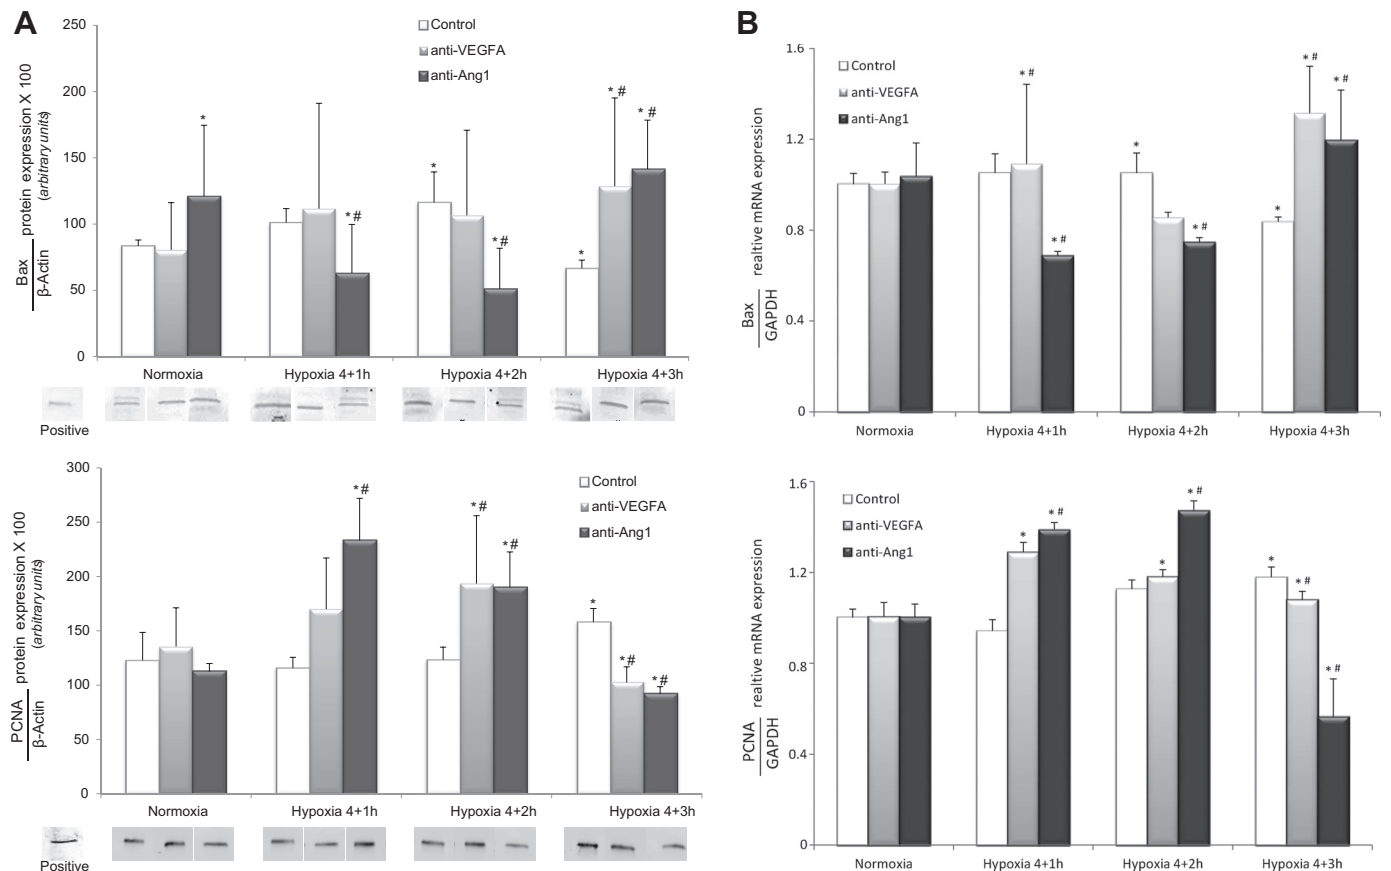 A
250
200
150
100
50
0
Bax
β-Actin
protein expression X 100
(arbitrary units)
Control
anti-VEGFA
anti-Ang1
*
*#
*
*#
*
*#
*#
Normoxia
Hypoxia 4+1h
Hypoxia 4+2h
Hypoxia 4+3h
Positive
300
250
200
150
100
50
0
PCNA
β-Actin
protein expression X 100
(arbitrary units)
Control
anti-VEGFA
anti-Ang1
*#
*#
*#
*
*#
*#
Normoxia
Hypoxia 4+1h
Hypoxia 4+2h
Hypoxia 4+3h
Positive
B
1.6
1.2
0.8
0.4
0
Bax
GAPDH
realtive mRNA expression
Control
anti-VEGFA
anti-Ang1
*#
*#
*
*#
*
*#
*#
Normoxia
Hypoxia 4+1h
Hypoxia 4+2h
Hypoxia 4+3h
1.6
1.2
0.8
0.4
0
PCNA
GAPDH
realtive mRNA expression
Control
anti-VEGFA
anti-Ang1
*
*#
*
*#
*
*#
*#
Normoxia
Hypoxia 4+1h
Hypoxia 4+2h
Hypoxia 4+3h